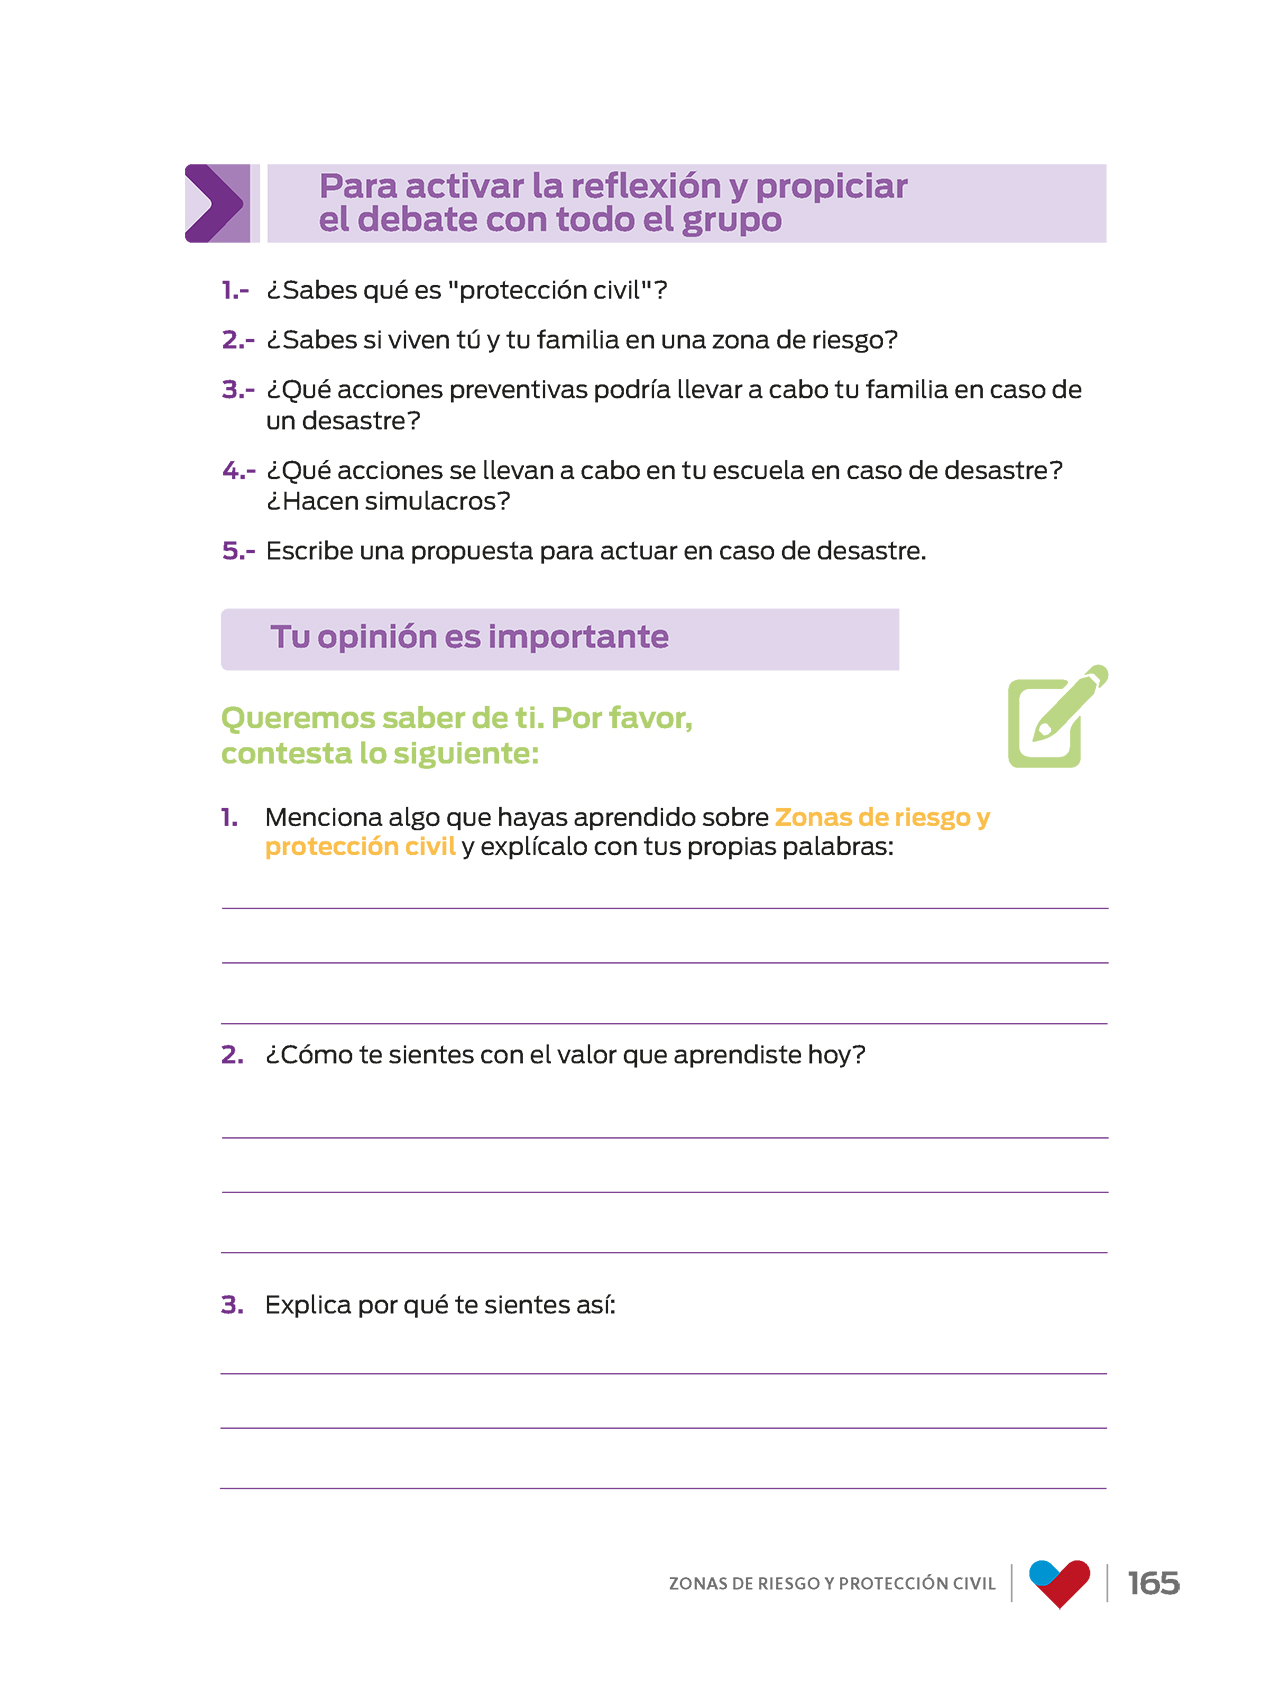 Para activar la reflexión y propiciar
el debate con todo el grupo
1.- ¿Sabes qué es "protección civil"?
2.- ¿Sabes si viven tú y tu familia en una zona de riesgo?
3.- ¿Qué acciones preventivas podría llevar a cabo tu familia en caso de
un desastre?
4.- ¿Qué acciones se llevan a cabo en tu escuela en caso de desastre?
¿Hacen simulacros?
5.- Escribe una propuesta para actuar en caso de desastre.
Tu opinión es importante
Queremos saber de ti. Por favor,
contesta lo siguiente:
1. Menciona algo que hayas aprendido sobre Zonas de riesgo y
protección civil y explícalo con tus propias palabras:
2. ¿Cómo te sientes con el valor que aprendiste hoy?
3. Explica por qué te sientes así:
ZONAS DE RIESGO Y PROTECCIÓN CIVIL 165